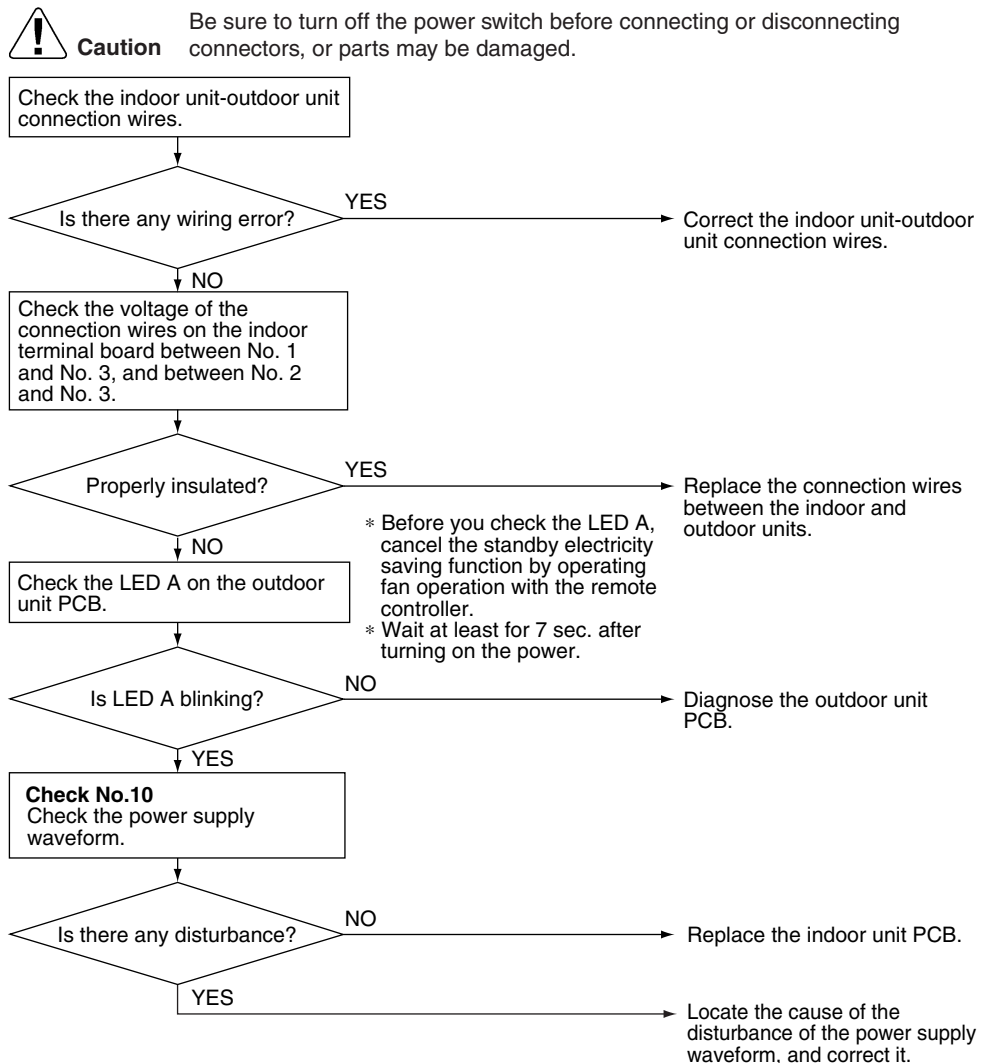 Be sure to turn off the power switch before connecting or disconnecting
Caution connectors, or parts may be damaged.
Check the indoor unit-outdoor unit
connection wires.
Is there any wiring error?
YES
Correct the indoor unit-outdoor
unit connection wires.
NO
Check the voltage of the
connection wires on the indoor
terminal board between No. 1
and No. 3, and between No. 2
and No. 3.
Properly insulated?
YES
Replace the connection wires
between the indoor and
outdoor units.
NO
∗ Before you check the LED A,
cancel the standby electricity
saving function by operating
fan operation with the remote
controller.
∗ Wait at least for 7 sec. after
turning on the power.
Check the LED A on the outdoor
unit PCB.
Is LED A blinking?
NO
Diagnose the outdoor unit
PCB.
YES
Check No.10
Check the power supply
waveform.
Is there any disturbance?
NO
Replace the indoor unit PCB.
YES
Locate the cause of the
disturbance of the power supply
waveform, and correct it.